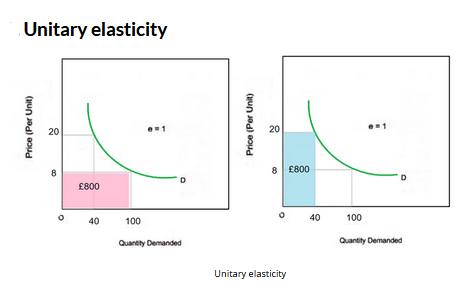 Unitary elasticity
Price (Per Unit)
20
8
e = 1
£800
D
O
40
100
Quantity Demanded
Price (Per Unit)
20
8
e = 1
£800
D
O
40
100
Quantity Demanded
Unitary elasticity